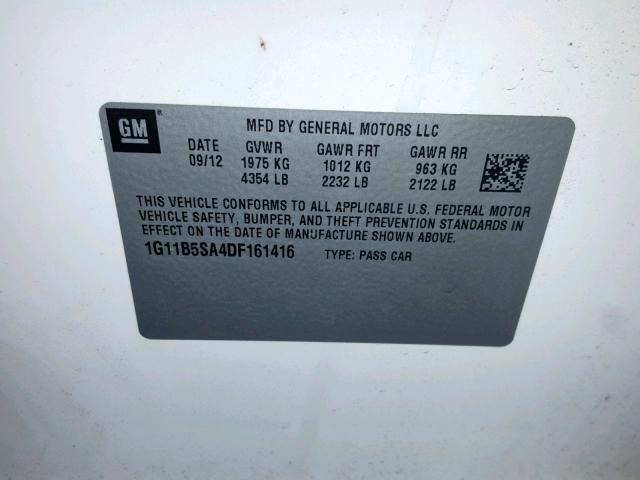 GM
MFD BY GENERAL MOTORS LLC
DATE GVWR GAWR FRT GAWR RR
09/12 1975 KG 1012 KG 963 KG
4354 LB 2232 LB 2122 LB
THIS VEHICLE CONFORMS TO ALL APPLICABLE U.S. FEDERAL MOTOR
VEHICLE SAFETY, BUMPER, AND THEFT PREVENTION STANDARDS IN
EFFECT ON THE DATE OF MANUFACTURE SHOWN ABOVE.
1G11B5SA4DF161416 TYPE: PASS CAR